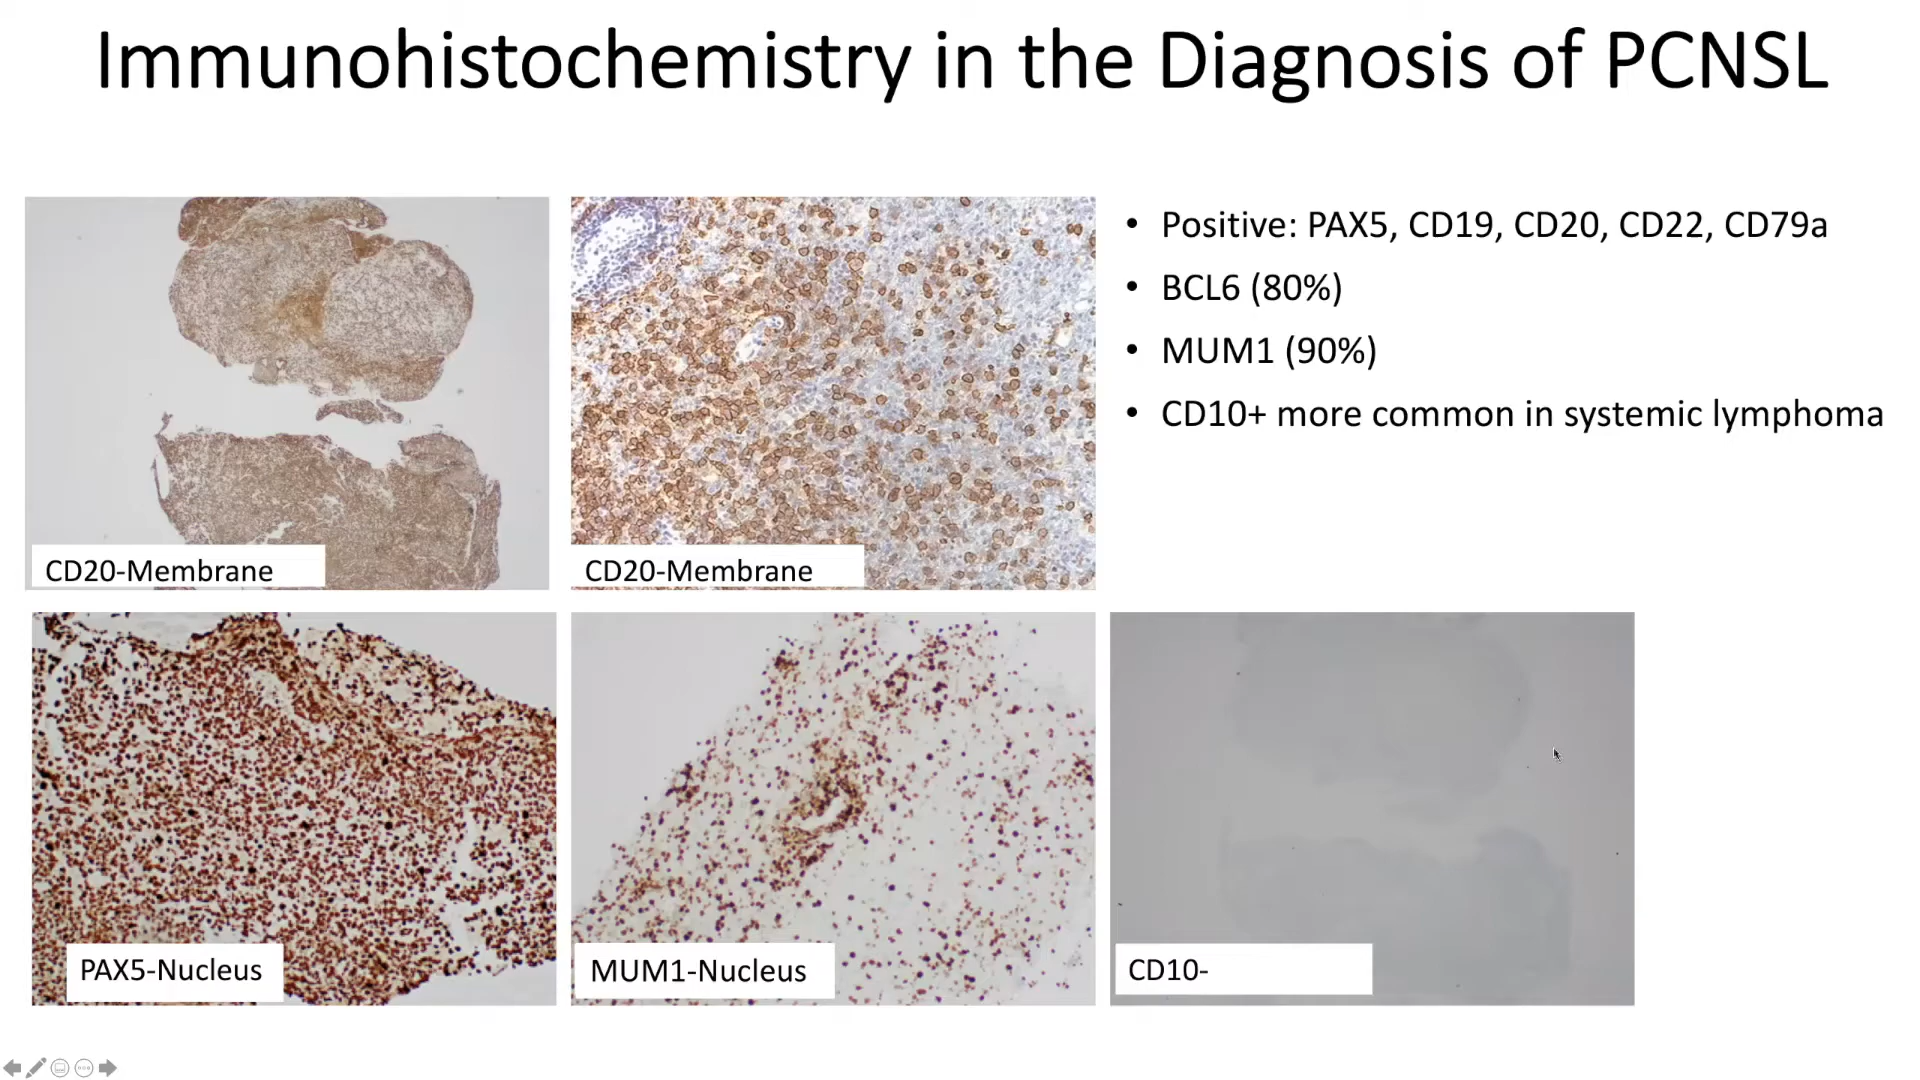 Immunohistochemistry in the Diagnosis of PCNSL
• Positive: PAX5, CD19, CD20, CD22, CD79a
• BCL6 (80%)
• MUM1 (90%)
• CD10+ more common in systemic lymphoma
CD20-Membrane
CD20-Membrane
PAX5-Nucleus
MUM1-Nucleus
CD10-